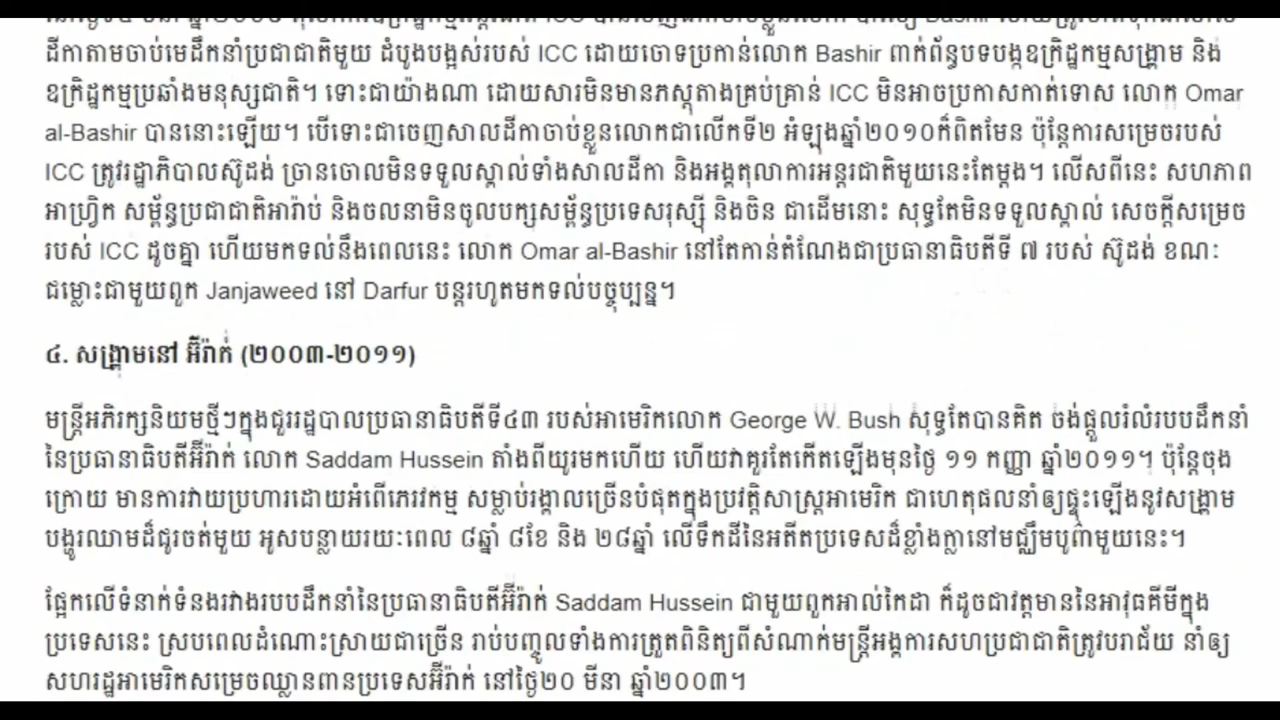 ដីកាតាមចាប់មេដឹកនាំប្រជាជាតិមួយ ដំបូងបង្អស់របស់ ICC ដោយចោទប្រកាន់លោក Bashir ពាក់ព័ន្ធបទបង្កឧក្រិដ្ឋកម្មសង្គ្រាម និង
ឧក្រិដ្ឋកម្មប្រឆាំងមនុស្សជាតិ។ ទោះជាយ៉ាងណា ដោយសារមិនមានភស្តុតាងគ្រប់គ្រាន់ ICC មិនអាចប្រកាសកាត់ទោស លោក Omar
al-Bashir បាននោះឡើយ។ បើទោះជាចេញសាលដីកាចាប់ខ្លួនលោកជាលើកទី២ អំឡុងឆ្នាំ២០១០ក៏ពិតមែន ប៉ុន្តែការសម្រេចរបស់
ICC ត្រូវរដ្ឋាភិបាលស៊ូដង់ ច្រានចោលមិនទទួលស្គាល់ទាំងសាលដីកា និងអង្គតុលាការអន្តរជាតិមួយនេះតែម្តង។ លើសពីនេះ សហភាព
អាហ្វ្រិក សម្ព័ន្ធប្រជាជាតិអារ៉ាប់ និងចលនាមិនចូលបក្សសម្ព័ន្ធប្រទេសរុស្ស៊ី និងចិន ជាដើមនោះ សុទ្ធតែមិនទទួលស្គាល់ សេចក្តីសម្រេច
របស់ ICC ដូចគ្នា ហើយមកទល់នឹងពេលនេះ លោក Omar al-Bashir នៅតែកាន់តំណែងជាប្រធានាធិបតីទី ៧ របស់ ស៊ូដង់ ខណៈ
ជម្លោះជាមួយពួក Janjaweed នៅ Darfur បន្តរហូតមកទល់បច្ចុប្បន្ន។
៤. សង្គ្រាមនៅ អ៊ីរ៉ាក់ (២០០៣-២០១១)
មន្ត្រីអភិរក្សនិយមថ្មីៗក្នុងជួររដ្ឋបាលប្រធានាធិបតីទី៤៣ របស់អាមេរិកលោក George W. Bush សុទ្ធតែបានគិត ចង់ផ្តួលរំលំរបបដឹកនាំ
នៃប្រធានាធិបតីអ៊ីរ៉ាក់ លោក Saddam Hussein តាំងពីយូរមកហើយ ហើយវាគួរតែកើតឡើងមុនថ្ងៃ ១១ កញ្ញា ឆ្នាំ២០១១។ ប៉ុន្តែចុង
ក្រោយ មានការវាយប្រហារដោយអំពើភេរវកម្ម សម្លាប់រង្គាលច្រើនបំផុតក្នុងប្រវត្តិសាស្ត្រអាមេរិក ជាហេតុផលនាំឲ្យផ្ទុះឡើងនូវសង្គ្រាម
បង្ហូរឈាមដ៏ជូរចត់មួយ អូសបន្លាយរយៈពេល ៨ឆ្នាំ ៨ខែ និង ២៨ឆ្នាំ លើទឹកដីនៃអតីតប្រទេសដ៏ខ្លាំងក្លានៅមជ្ឈឹមបូព៌ាមួយនេះ។
ផ្អែកលើទំនាក់ទំនងរវាងរបបដឹកនាំនៃប្រធានាធិបតីអ៊ីរ៉ាក់ Saddam Hussein ជាមួយពួកអាល់កៃដា ក៏ដូចជាវត្តមាននៃអាវុធគីមីក្នុង
ប្រទេសនេះ ស្របពេលដំណោះស្រាយជាច្រើន រាប់បញ្ចូលទាំងការត្រួតពិនិត្យពីសំណាក់មន្ត្រីអង្គការសហប្រជាជាតិត្រូវបរាជ័យ នាំឲ្យ
សហរដ្ឋអាមេរិកសម្រេចឈ្លានពានប្រទេសអ៊ីរ៉ាក់ នៅថ្ងៃ២០ មីនា ឆ្នាំ២០០៣។